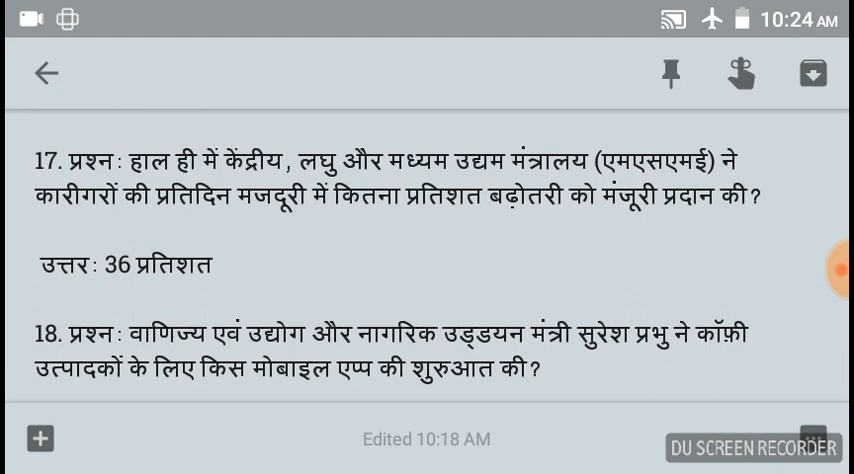 10:24 AM
17. प्रश्न: हाल ही में केंद्रीय, लघु और मध्यम उद्यम मंत्रालय (एमएसएमई) ने
कारीगरों की प्रतिदिन मजदूरी में कितना प्रतिशत बढ़ोतरी को मंजूरी प्रदान की?
उत्तर: 36 प्रतिशत
18. प्रश्न: वाणिज्य एवं उद्योग और नागरिक उड्डयन मंत्री सुरेश प्रभु ने कॉफ़ी
उत्पादकों के लिए किस मोबाइल एप्प की शुरुआत की?
Edited 10:18 AM
DU SCREEN RECORDER